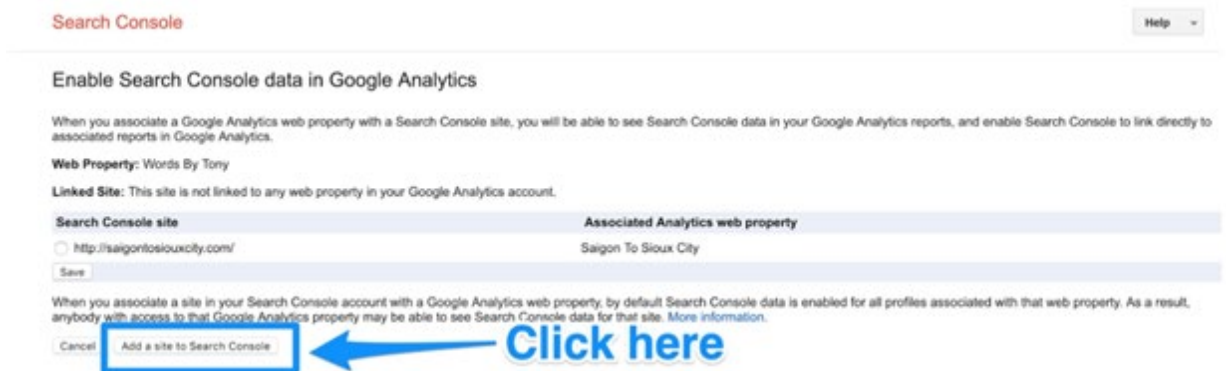 Search Console
Help
Enable Search Console data in Google Analytics
When you associate a Google Analytics web property with a Search Console site, you will be able to see Search Console data in your Google Analytics reports, and enable Search Console to link directly to
associated reports in Google Analytics.
Web Property: Words By Tony
Linked Site: This site is not linked to any web property in your Google Analytics account.
Search Console site Associated Analytics web property
http://saigontosiouxcity.com/ Saigon To Sioux City
Save
When you associate a site in your Search Console account with a Google Analytics web property, by default Search Console data is enabled for all profiles associated with that web property. As a result,
anybody with access to that Google Analytics property may be able to see Search Console data for that site. More information.
Cancel Add a site to Search Console Click here